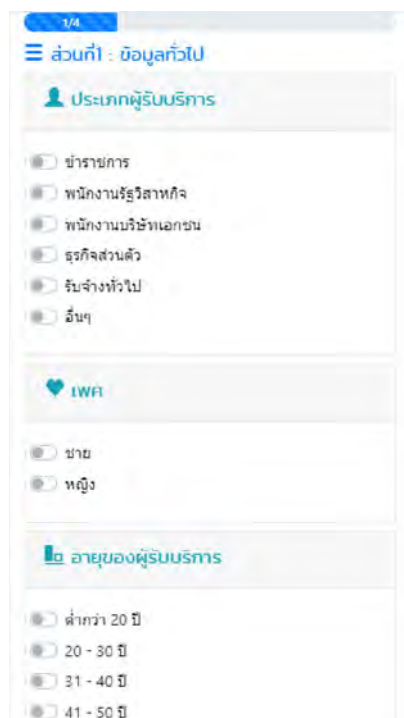 1/4
ส่วนที่1 : ข้อมูลทั่วไป
ประเภทผู้รับบริการ
ข้าราชการ
พนักงานรัฐวิสาหกิจ
พนักงานบริษัทเอกชน
ธุรกิจส่วนตัว
รับจ้างทั่วไป
อื่นๆ
เพศ
ชาย
หญิง
อายุของผู้รับบริการ
ต่ำกว่า 20 ปี
20 - 30 ปี
31 - 40 ปี
41 - 50 ปี